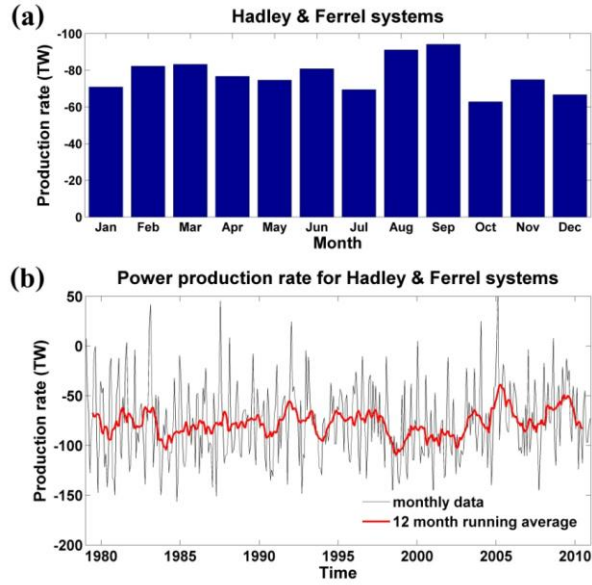 (a)
Hadley & Ferrel systems
Production rate (TW)
-100
-80
-60
-40
-20
0
Jan Feb Mar Apr May Jun Jul Aug Sep Oct Nov Dec
Month
(b)
Power production rate for Hadley & Ferrel systems
Production rate (TW)
50
0
-50
-100
-150
-200
monthly data
12 month running average
1980 1985 1990 1995 2000 2005 2010
Time